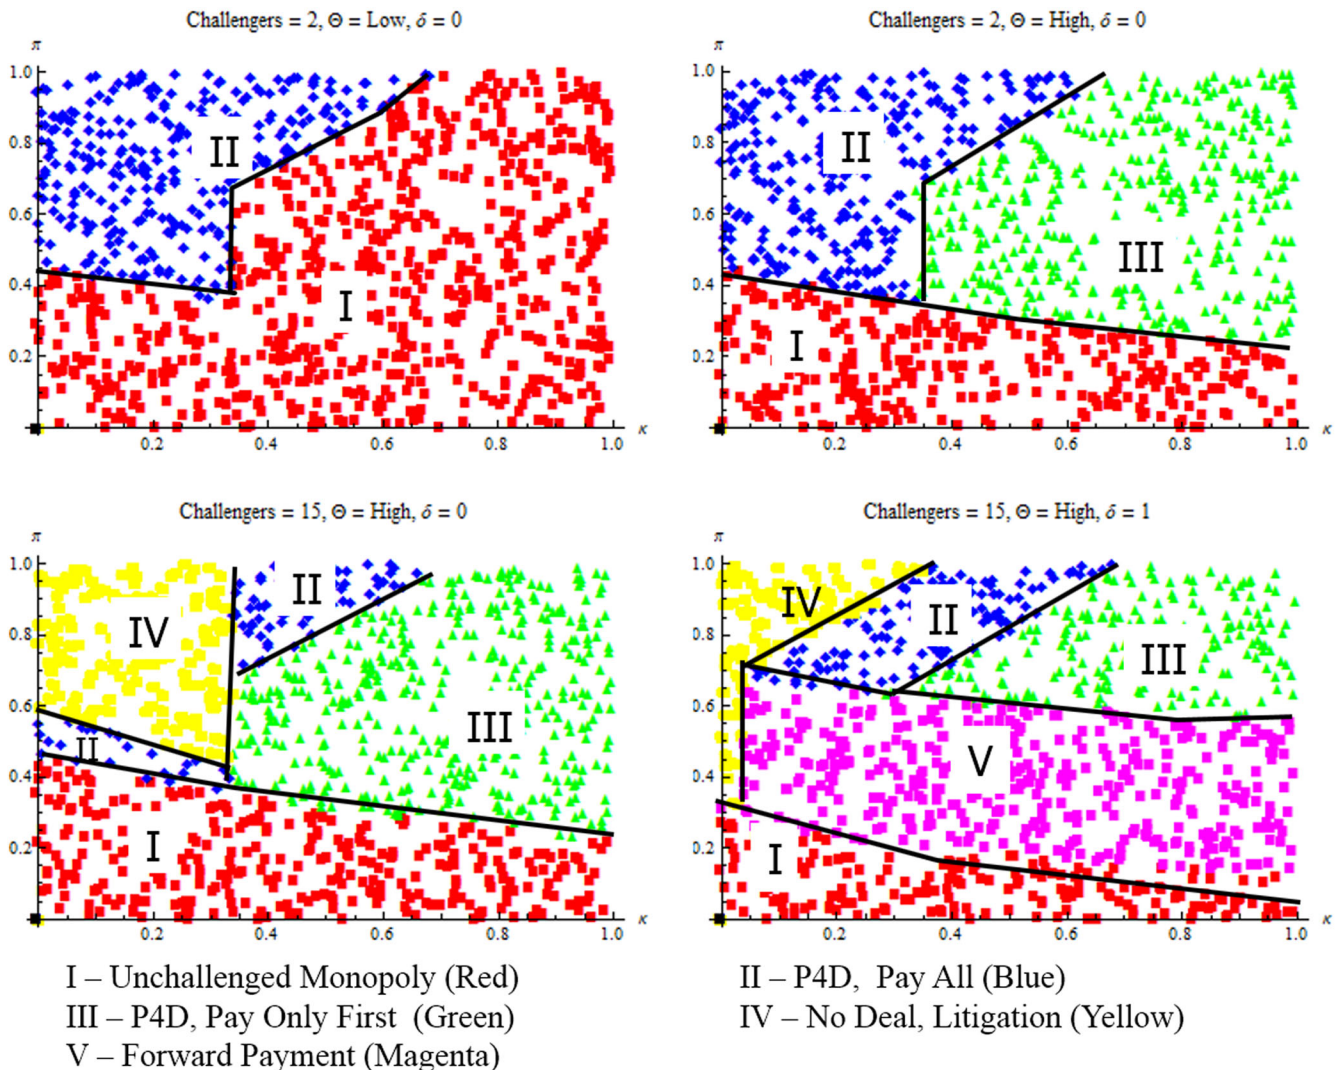 Challengers = 2, Θ = Low, δ = 0
Challengers = 2, Θ = High, δ = 0
π
π
1.0
1.0
0.8
II
0.8
II
0.6
0.6
III
0.4
I
0.4
I
0.2
0.2
κ
κ
0.2 0.4 0.6 0.8 1.0
0.2 0.4 0.6 0.8 1.0
Challengers = 15, Θ = High, δ = 0
Challengers = 15, Θ = High, δ = 1
π
π
1.0
II
1.0
IV
II
0.8
IV
0.8
III
0.6
III
0.6
II
V
0.4
0.4
I
I
0.2
0.2
κ
κ
0.2 0.4 0.6 0.8 1.0
0.2 0.4 0.6 0.8 1.0
I – Unchallenged Monopoly (Red)
II – P4D, Pay All (Blue)
III – P4D, Pay Only First (Green)
IV – No Deal, Litigation (Yellow)
V – Forward Payment (Magenta)